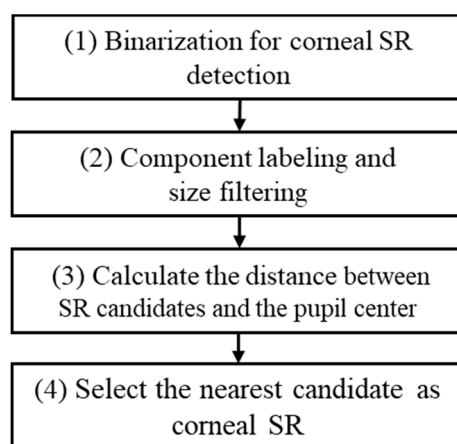 (1) Binarization for corneal SR
detection
(2) Component labeling and
size filtering
(3) Calculate the distance between
SR candidates and the pupil center
(4) Select the nearest candidate as
corneal SR